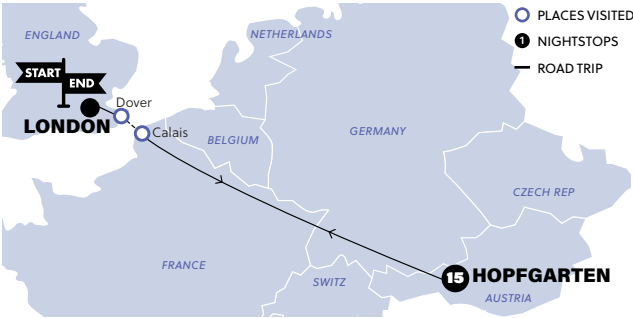 PLACES VISITED
1 NIGHTSTOPS
ROAD TRIP
ENGLAND
NETHERLANDS
START
END
Dover
LONDON
Calais
BELGIUM
GERMANY
CZECH REP
FRANCE
SWITZ
15 HOPFGARTEN
AUSTRIA